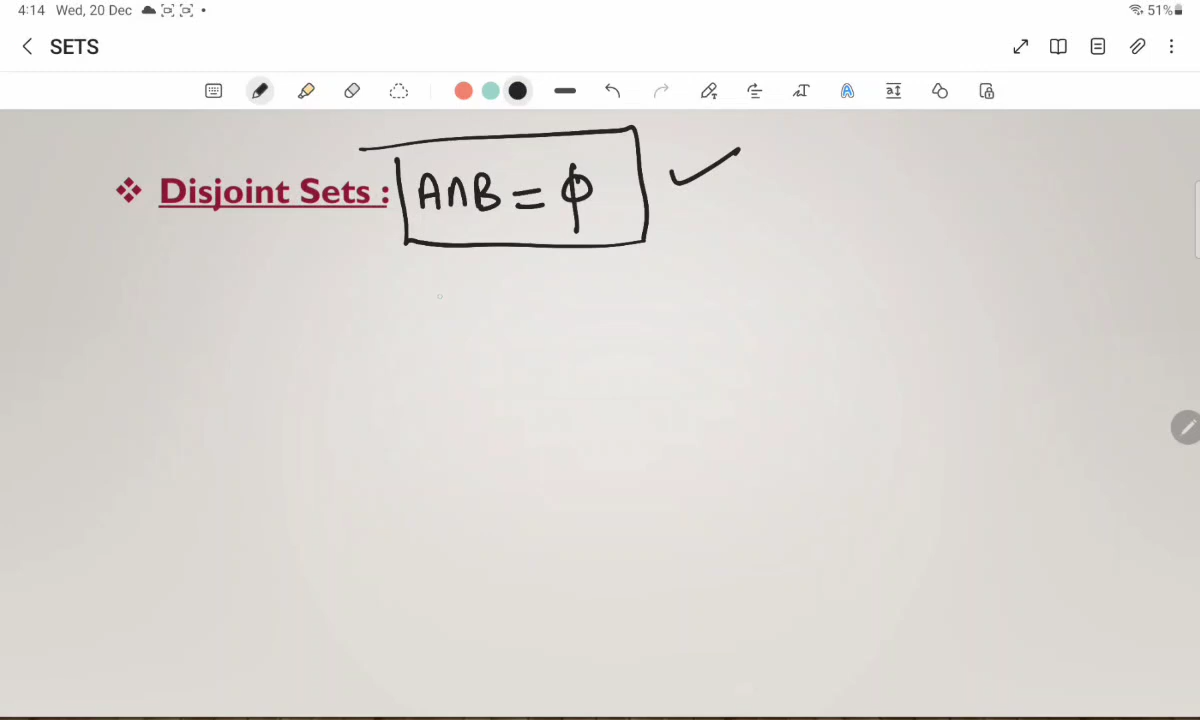 4:14 Wed, 20 Dec 51%
SETS
❖ Disjoint Sets : A∩B = ϕ